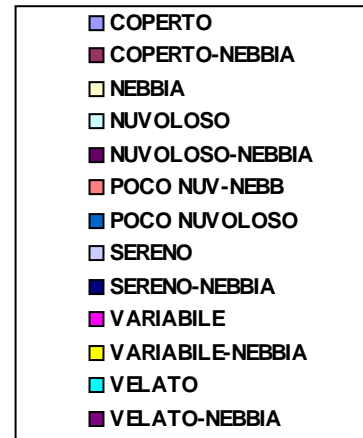 COPERTO
COPERTO-NEBBIA
NEBBIA
NUVOLOSO
NUVOLOSO-NEBBIA
POCO NUV-NEBB
POCO NUVOLOSO
SERENO
SERENO-NEBBIA
VARIABILE
VARIABILE-NEBBIA
VELATO
VELATO-NEBBIA